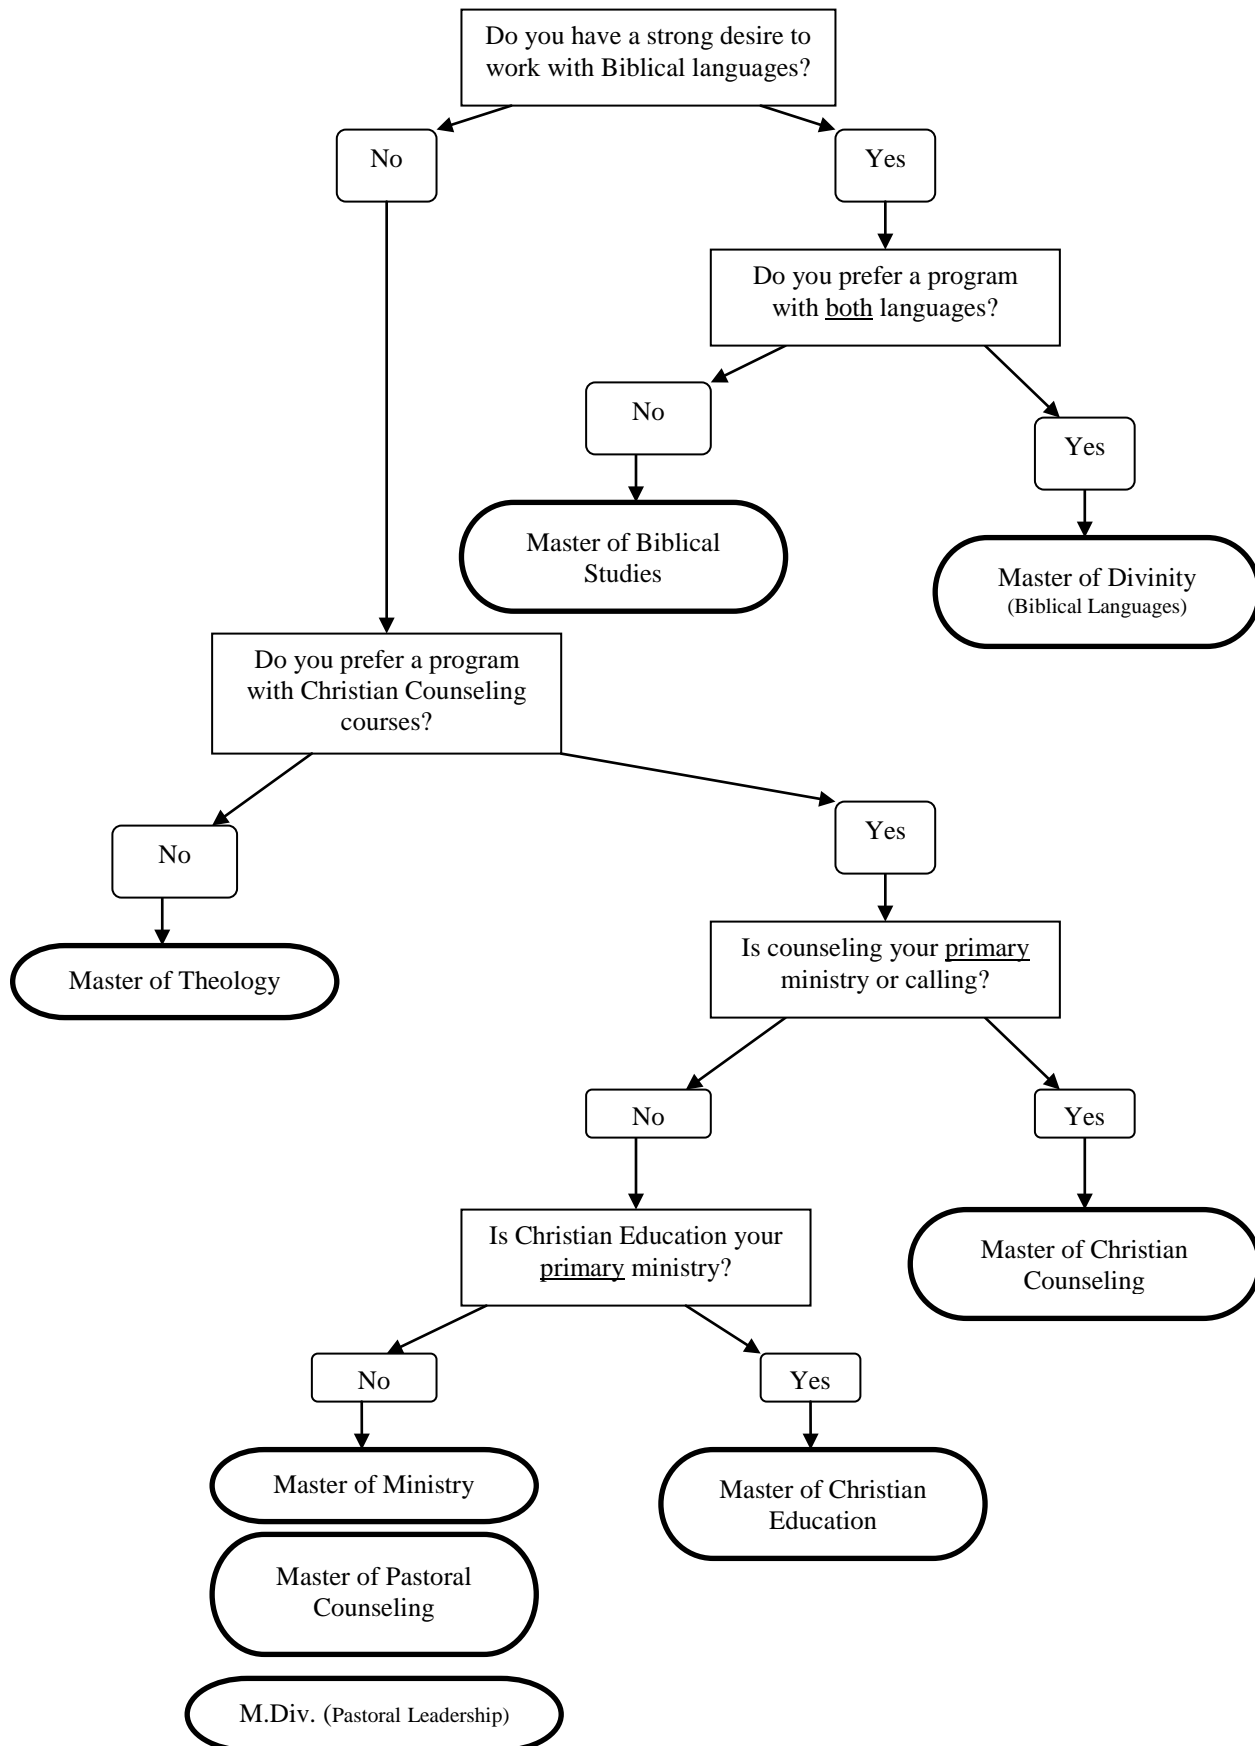 Do you have a strong desire to
work with Biblical languages?
No
Yes
Do you prefer a program
with both languages?
No
Yes
Master of Biblical
Studies
Master of Divinity
(Biblical Languages)
Do you prefer a program
with Christian Counseling
courses?
No
Yes
Master of Theology
Is counseling your primary
ministry or calling?
No
Yes
Is Christian Education your
primary ministry?
Master of Christian
Counseling
No
Yes
Master of Ministry
Master of Christian
Education
Master of Pastoral
Counseling
M.Div. (Pastoral Leadership)